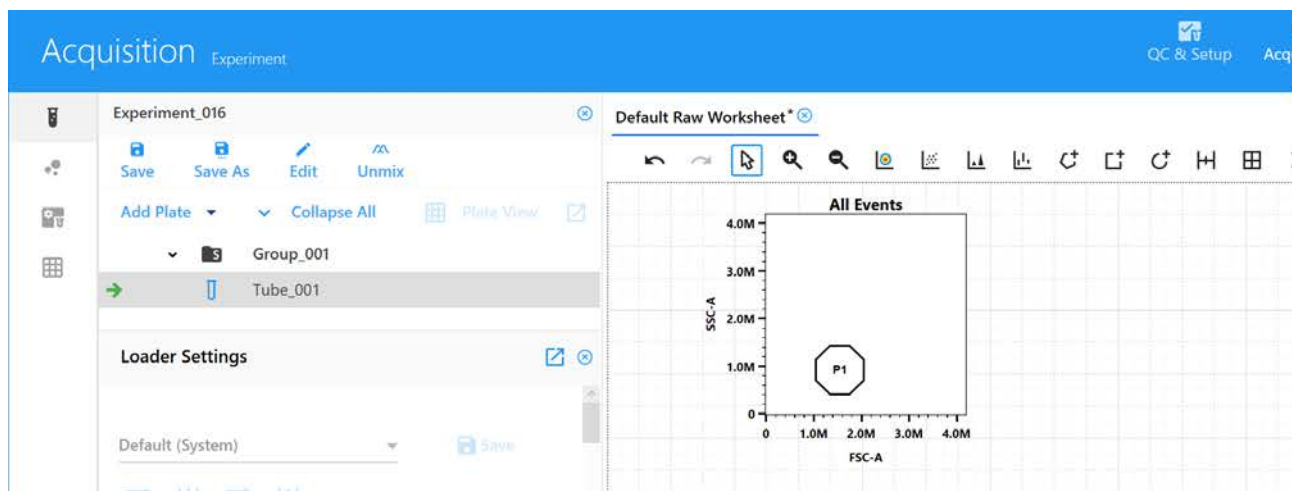 Acquisition Experiment
QC & Setup
Acq
Experiment_016
Save Save As Edit Unmix
Add Plate Collapse All Plate View
Group_001
Tube_001
Loader Settings
Default (System) Save
Default Raw Worksheet*
All Events
4.0M
3.0M
2.0M
1.0M
0
SSC-A
P1
0 1.0M 2.0M 3.0M 4.0M
FSC-A